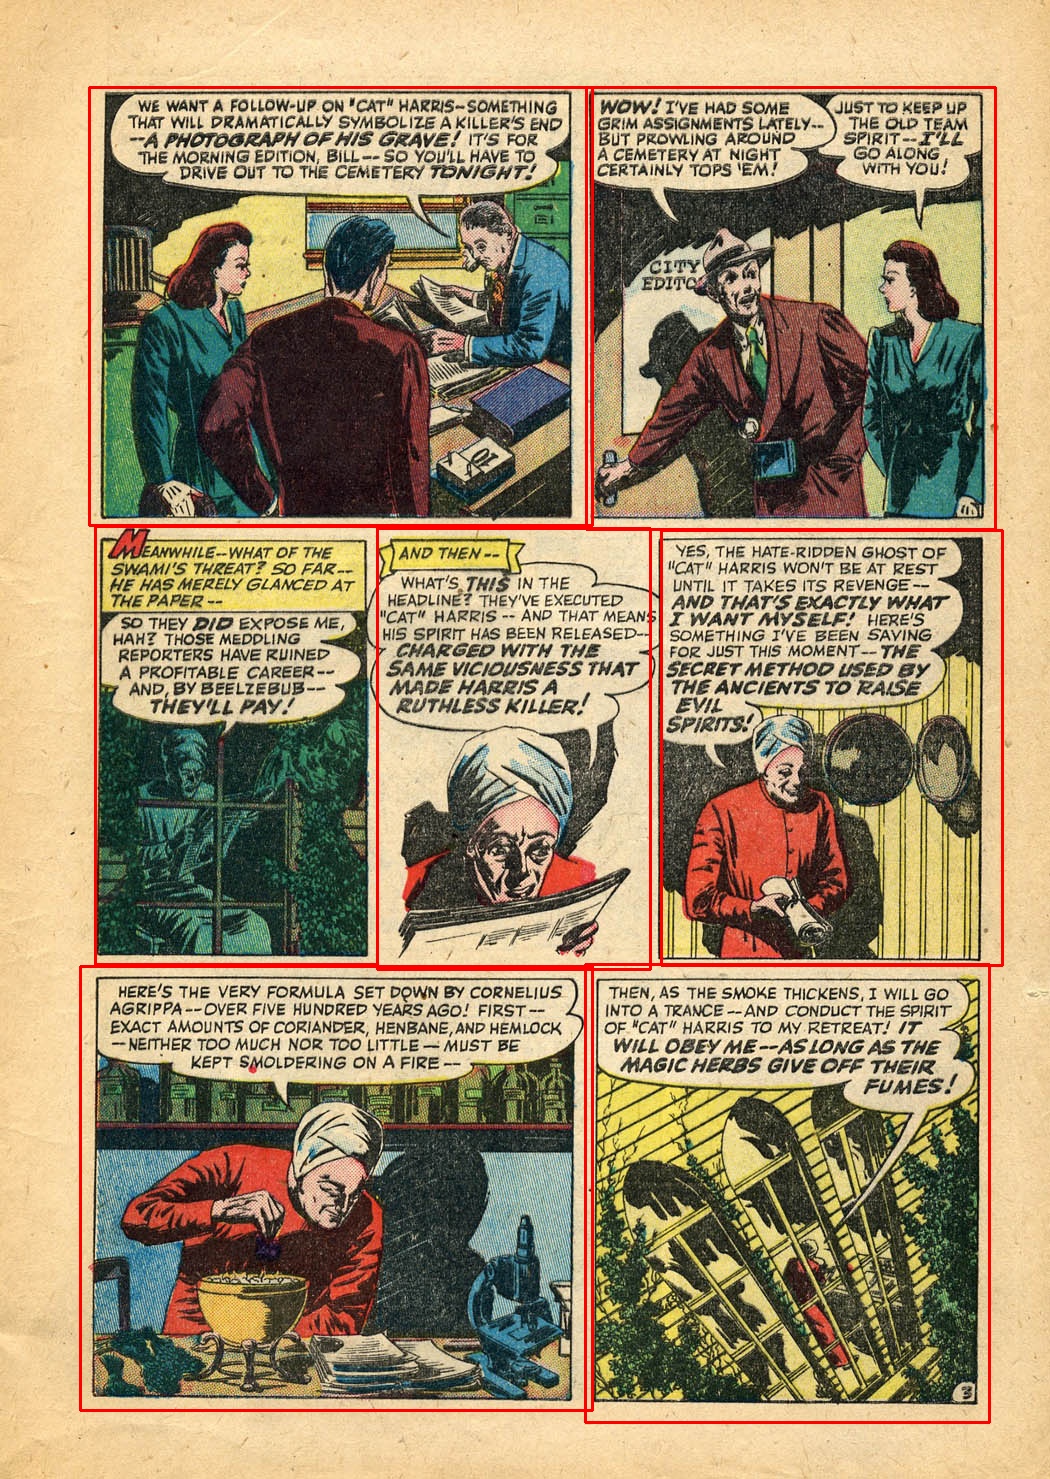 WE WANT A FOLLOW-UP ON "CAT" HARRIS--SOMETHING
THAT WILL DRAMATICALLY SYMBOLIZE A KILLER'S END
--A PHOTOGRAPH OF HIS GRAVE! IT'S FOR
THE MORNING EDITION, BILL--SO YOU'LL HAVE TO
DRIVE OUT TO THE CEMETERY TONIGHT!
WOW! I'VE HAD SOME
GRIM ASSIGNMENTS LATELY--
BUT PROWLING AROUND
A CEMETERY AT NIGHT
CERTAINLY TOPS 'EM!
JUST TO KEEP UP
THE OLD TEAM
SPIRIT--I'LL
GO ALONG
WITH YOU!
CITY
EDITO
MEANWHILE--WHAT OF THE
SWAMI'S THREAT? SO FAR--
HE HAS MERELY GLANCED AT
THE PAPER--
SO THEY DID EXPOSE ME,
HAH? THOSE MEDDLING
REPORTERS HAVE RUINED
A PROFITABLE CAREER--
AND, BY BEELZEBUB--
THEY'LL PAY!
AND THEN--
WHAT'S THIS IN THE
HEADLINE? THEY'VE EXECUTED
"CAT" HARRIS--AND THAT MEANS
HIS SPIRIT HAS BEEN RELEASED--
CHARGED WITH THE
SAME VICIOUSNESS THAT
MADE HARRIS A
RUTHLESS KILLER!
YES, THE HATE-RIDDEN GHOST OF
"CAT" HARRIS WON'T BE AT REST
UNTIL IT TAKES ITS REVENGE--
AND THAT'S EXACTLY WHAT
I WANT MYSELF! HERE'S
SOMETHING I'VE BEEN SAVING
FOR JUST THIS MOMENT--THE
SECRET METHOD USED BY
THE ANCIENTS TO RAISE
EVIL
SPIRITS!
HERE'S THE VERY FORMULA SET DOWN BY CORNELIUS
AGRIPPA--OVER FIVE HUNDRED YEARS AGO! FIRST--
EXACT AMOUNTS OF CORIANDER, HENBANE, AND HEMLOCK
--NEITHER TOO MUCH NOR TOO LITTLE--MUST BE
KEPT SMOLDERING ON A FIRE--
THEN, AS THE SMOKE THICKENS, I WILL GO
INTO A TRANCE--AND CONDUCT THE SPIRIT
OF "CAT" HARRIS TO MY RETREAT! IT
WILL OBEY ME--AS LONG AS THE
MAGIC HERBS GIVE OFF THEIR
FUMES!
3